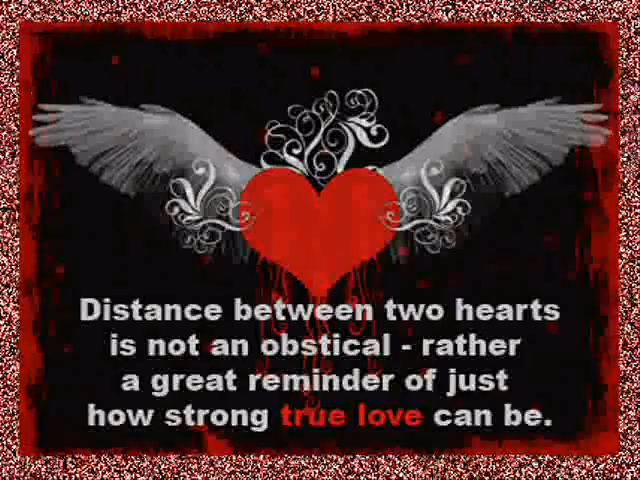 Distance between two hearts
is not an obstical - rather
a great reminder of just
how strong true love can be.